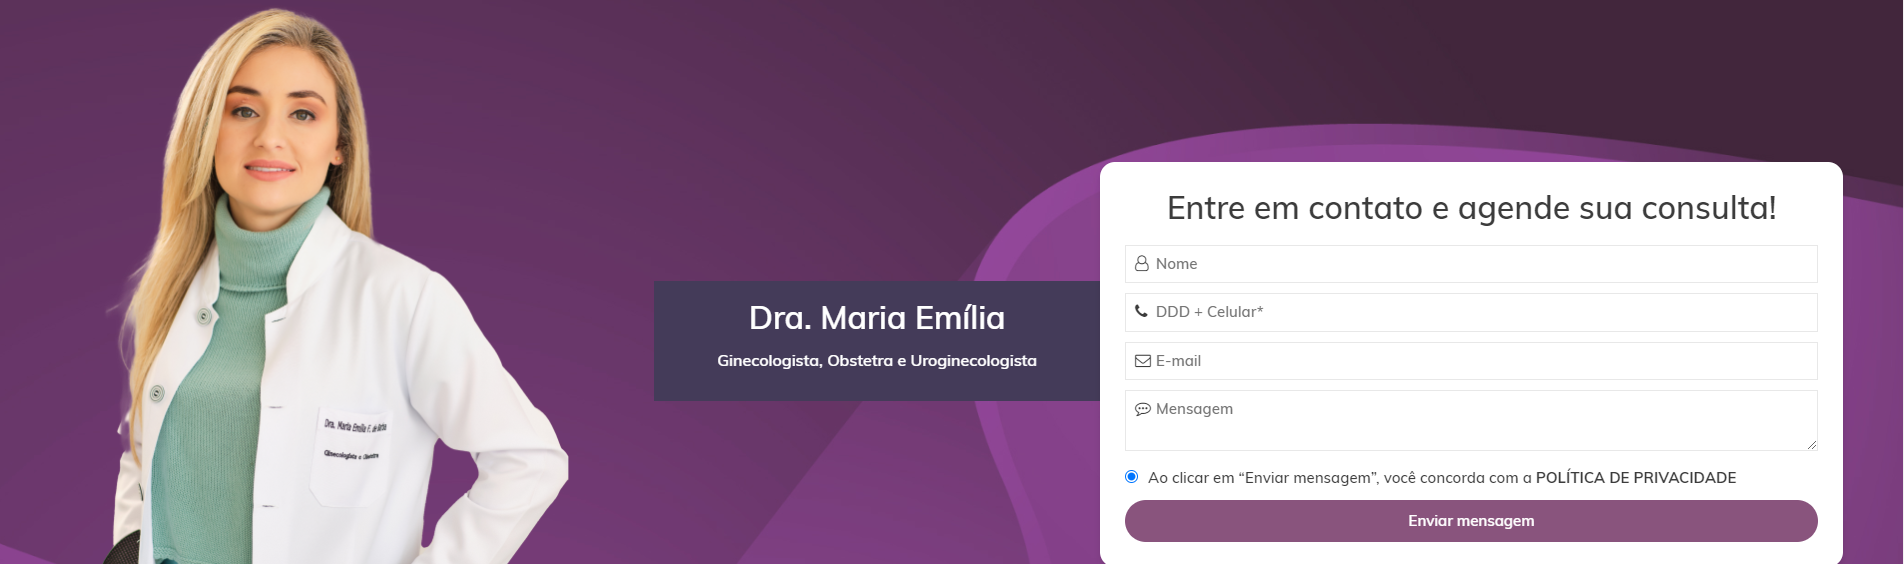 Dra. Maria Emília F. de
Ginecologista e Obstetra
Dra. Maria Emília
Ginecologista, Obstetra e Uroginecologista
Entre em contato e agende sua consulta!
Nome
DDD + Celular*
E-mail
Mensagem
Ao clicar em “Enviar mensagem”, você concorda com a POLÍTICA DE PRIVACIDADE
Enviar mensagem